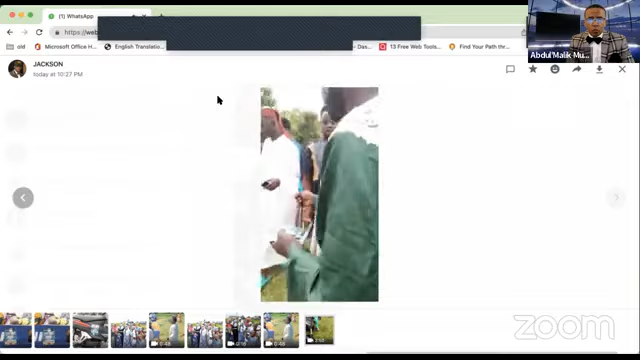 (1) WhatsApp
https://web
old
Microsoft Office H...
English Translatio...
Das...
13 Free Web Tools...
Find Your Path thr...
Abdul'Malik Mu...
JACKSON
today at 10:27 PM
zoom